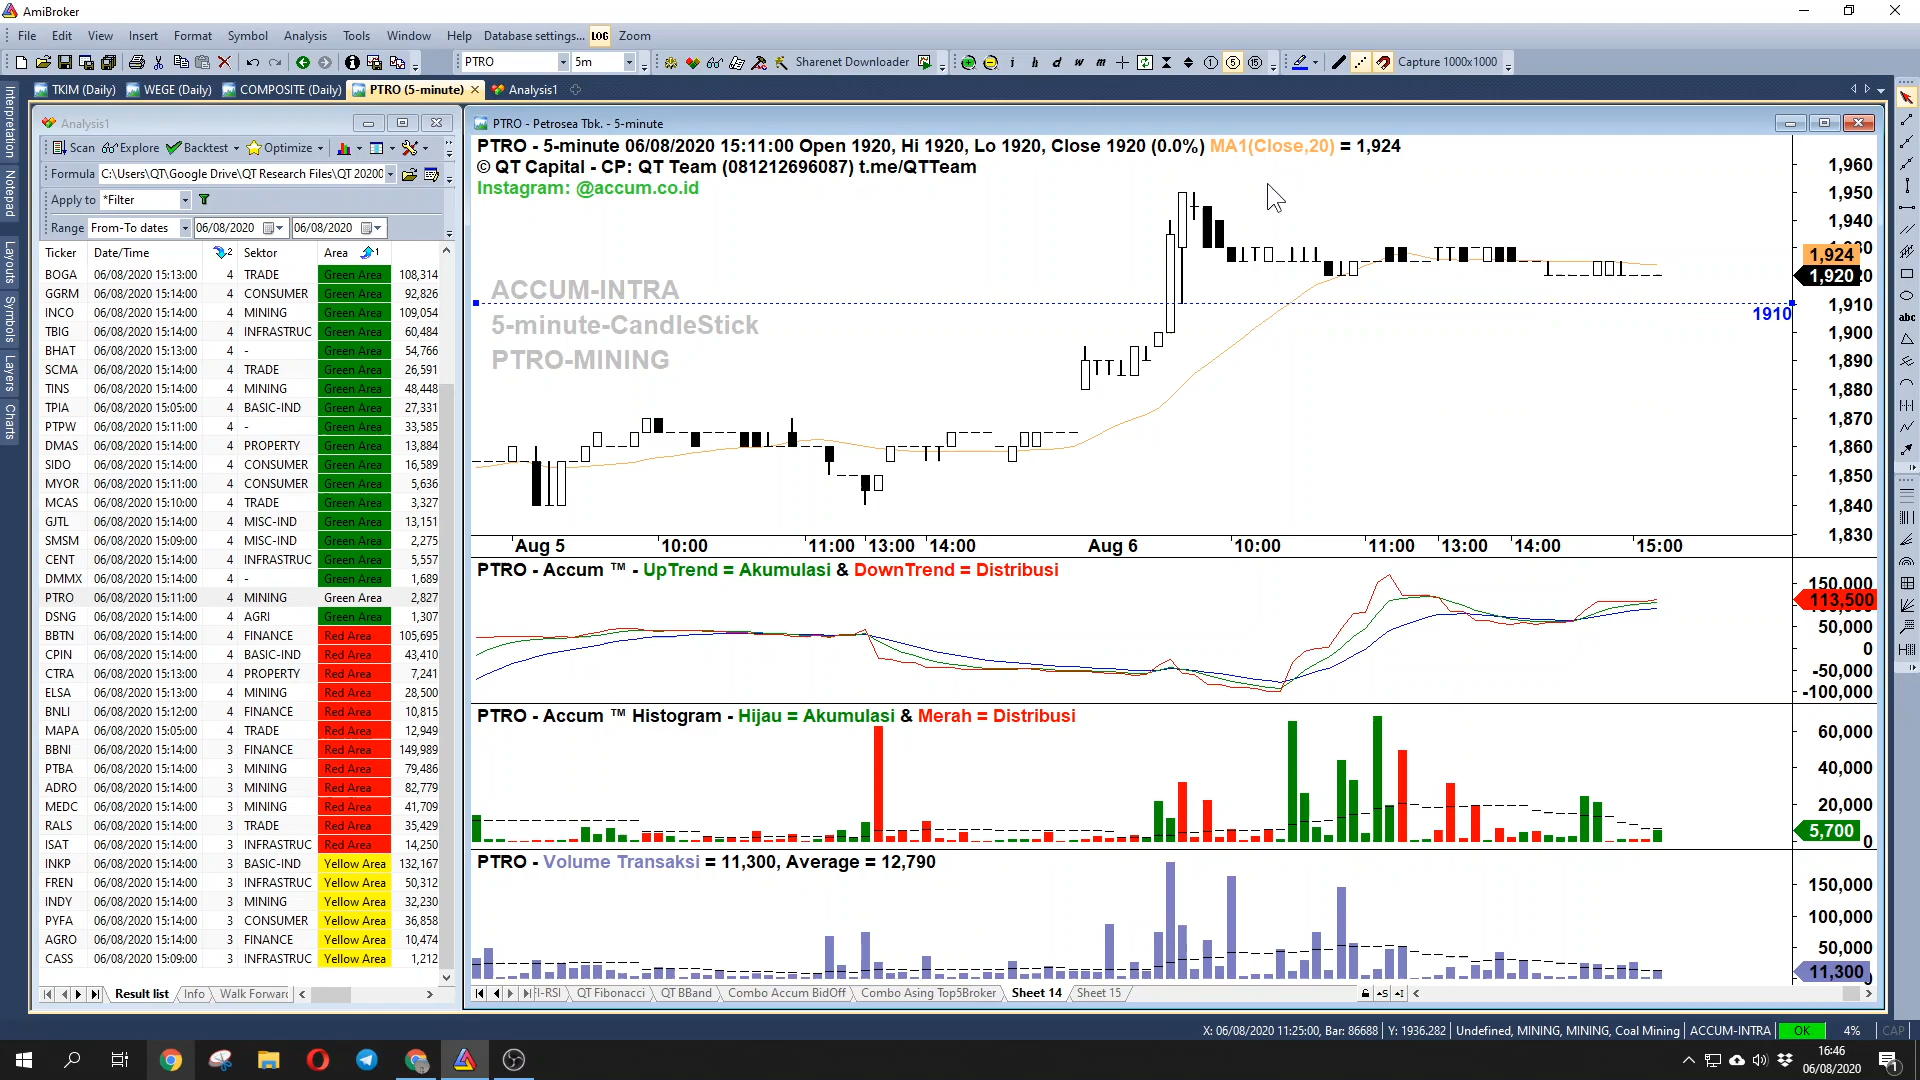 AmiBroker
File Edit View Insert Format Symbol Analysis Tools Window Help Database settings... LOG Zoom
PTRO 5m Sharenet Downloader i h d w m Capture 1000x1000
TKIM (Daily) WEGE (Daily) COMPOSITE (Daily) PTRO (5-minute) Analysis1
Interpretation
Notepad
Layouts
Symbols
Layers
Charts
Analysis1
Scan Explore Backtest Optimize
Formula C:\Users\QT\Google Drive\QT Research Files\QT 20200
Apply to *Filter
Range From-To dates 06/08/2020 06/08/2020
Ticker Date/Time 2 Sektor Area 1
BOGA 06/08/2020 15:13:00 4 TRADE Green Area 108,314
GGRM 06/08/2020 15:14:00 4 CONSUMER Green Area 92,826
INCO 06/08/2020 15:14:00 4 MINING Green Area 109,054
TBIG 06/08/2020 15:14:00 4 INFRASTRUC Green Area 60,484
BHAT 06/08/2020 15:13:00 4 - Green Area 54,766
SCMA 06/08/2020 15:14:00 4 TRADE Green Area 26,591
TINS 06/08/2020 15:14:00 4 MINING Green Area 48,448
TPIA 06/08/2020 15:05:00 4 BASIC-IND Green Area 27,331
PTPW 06/08/2020 15:11:00 4 - Green Area 33,585
DMAS 06/08/2020 15:14:00 4 PROPERTY Green Area 13,884
SIDO 06/08/2020 15:14:00 4 CONSUMER Green Area 16,589
MYOR 06/08/2020 15:11:00 4 CONSUMER Green Area 5,636
MCAS 06/08/2020 15:10:00 4 TRADE Green Area 3,327
GJTL 06/08/2020 15:14:00 4 MISC-IND Green Area 13,151
SMSM 06/08/2020 15:09:00 4 MISC-IND Green Area 2,275
CENT 06/08/2020 15:14:00 4 INFRASTRUC Green Area 5,557
DMMX 06/08/2020 15:14:00 4 - Green Area 1,689
PTRO 06/08/2020 15:11:00 4 MINING Green Area 2,827
DSNG 06/08/2020 15:14:00 4 AGRI Green Area 1,307
BBTN 06/08/2020 15:14:00 4 FINANCE Red Area 105,695
CPIN 06/08/2020 15:14:00 4 BASIC-IND Red Area 43,410
CTRA 06/08/2020 15:13:00 4 PROPERTY Red Area 7,241
ELSA 06/08/2020 15:13:00 4 MINING Red Area 28,500
BNLI 06/08/2020 15:12:00 4 FINANCE Red Area 10,815
MAPA 06/08/2020 15:05:00 4 TRADE Red Area 12,949
BBNI 06/08/2020 15:14:00 3 FINANCE Red Area 149,989
PTBA 06/08/2020 15:14:00 3 MINING Red Area 79,486
ADRO 06/08/2020 15:14:00 3 MINING Red Area 82,779
MEDC 06/08/2020 15:14:00 3 MINING Red Area 41,709
RALS 06/08/2020 15:14:00 3 TRADE Red Area 35,429
ISAT 06/08/2020 15:14:00 3 INFRASTRUC Red Area 14,250
INKP 06/08/2020 15:14:00 3 BASIC-IND Yellow Area 132,167
FREN 06/08/2020 15:14:00 3 INFRASTRUC Yellow Area 50,312
INDY 06/08/2020 15:14:00 3 MINING Yellow Area 32,230
PYFA 06/08/2020 15:14:00 3 CONSUMER Yellow Area 36,858
AGRO 06/08/2020 15:14:00 3 FINANCE Yellow Area 10,474
CASS 06/08/2020 15:09:00 3 INFRASTRUC Yellow Area 1,212
Result list Info Walk Forward
PTRO - Petrosea Tbk. - 5-minute
PTRO - 5-minute 06/08/2020 15:11:00 Open 1920, Hi 1920, Lo 1920, Close 1920 (0.0%) MA1(Close,20) = 1,924
© QT Capital - CP: QT Team (081212696087) t.me/QTTeam
Instagram: @accum.co.id
ACCUM-INTRA
5-minute-CandleStick
PTRO-MINING
1,960
1,950
1,940
1,924
1,920
1,910
1910
1,900
1,890
1,880
1,870
1,860
1,850
1,840
1,830
Aug 5 10:00 11:00 13:00 14:00 Aug 6 10:00 11:00 13:00 14:00 15:00
PTRO - Accum ™ - UpTrend = Akumulasi & DownTrend = Distribusi
150,000
113,500
50,000
0
-50,000
-100,000
PTRO - Accum ™ Histogram - Hijau = Akumulasi & Merah = Distribusi
60,000
40,000
20,000
5,700
0
PTRO - Volume Transaksi = 11,300, Average = 12,790
150,000
100,000
50,000
11,300
FI-RSI QT Fibonacci QT BBand Combo Accum BidOff Combo Asing Top5Broker Sheet 14 Sheet 15
abc
X: 06/08/2020 11:25:00, Bar: 86688 Y: 1936.282 Undefined, MINING, MINING, Coal Mining ACCUM-INTRA OK 4% CAP
16:46
06/08/2020
1